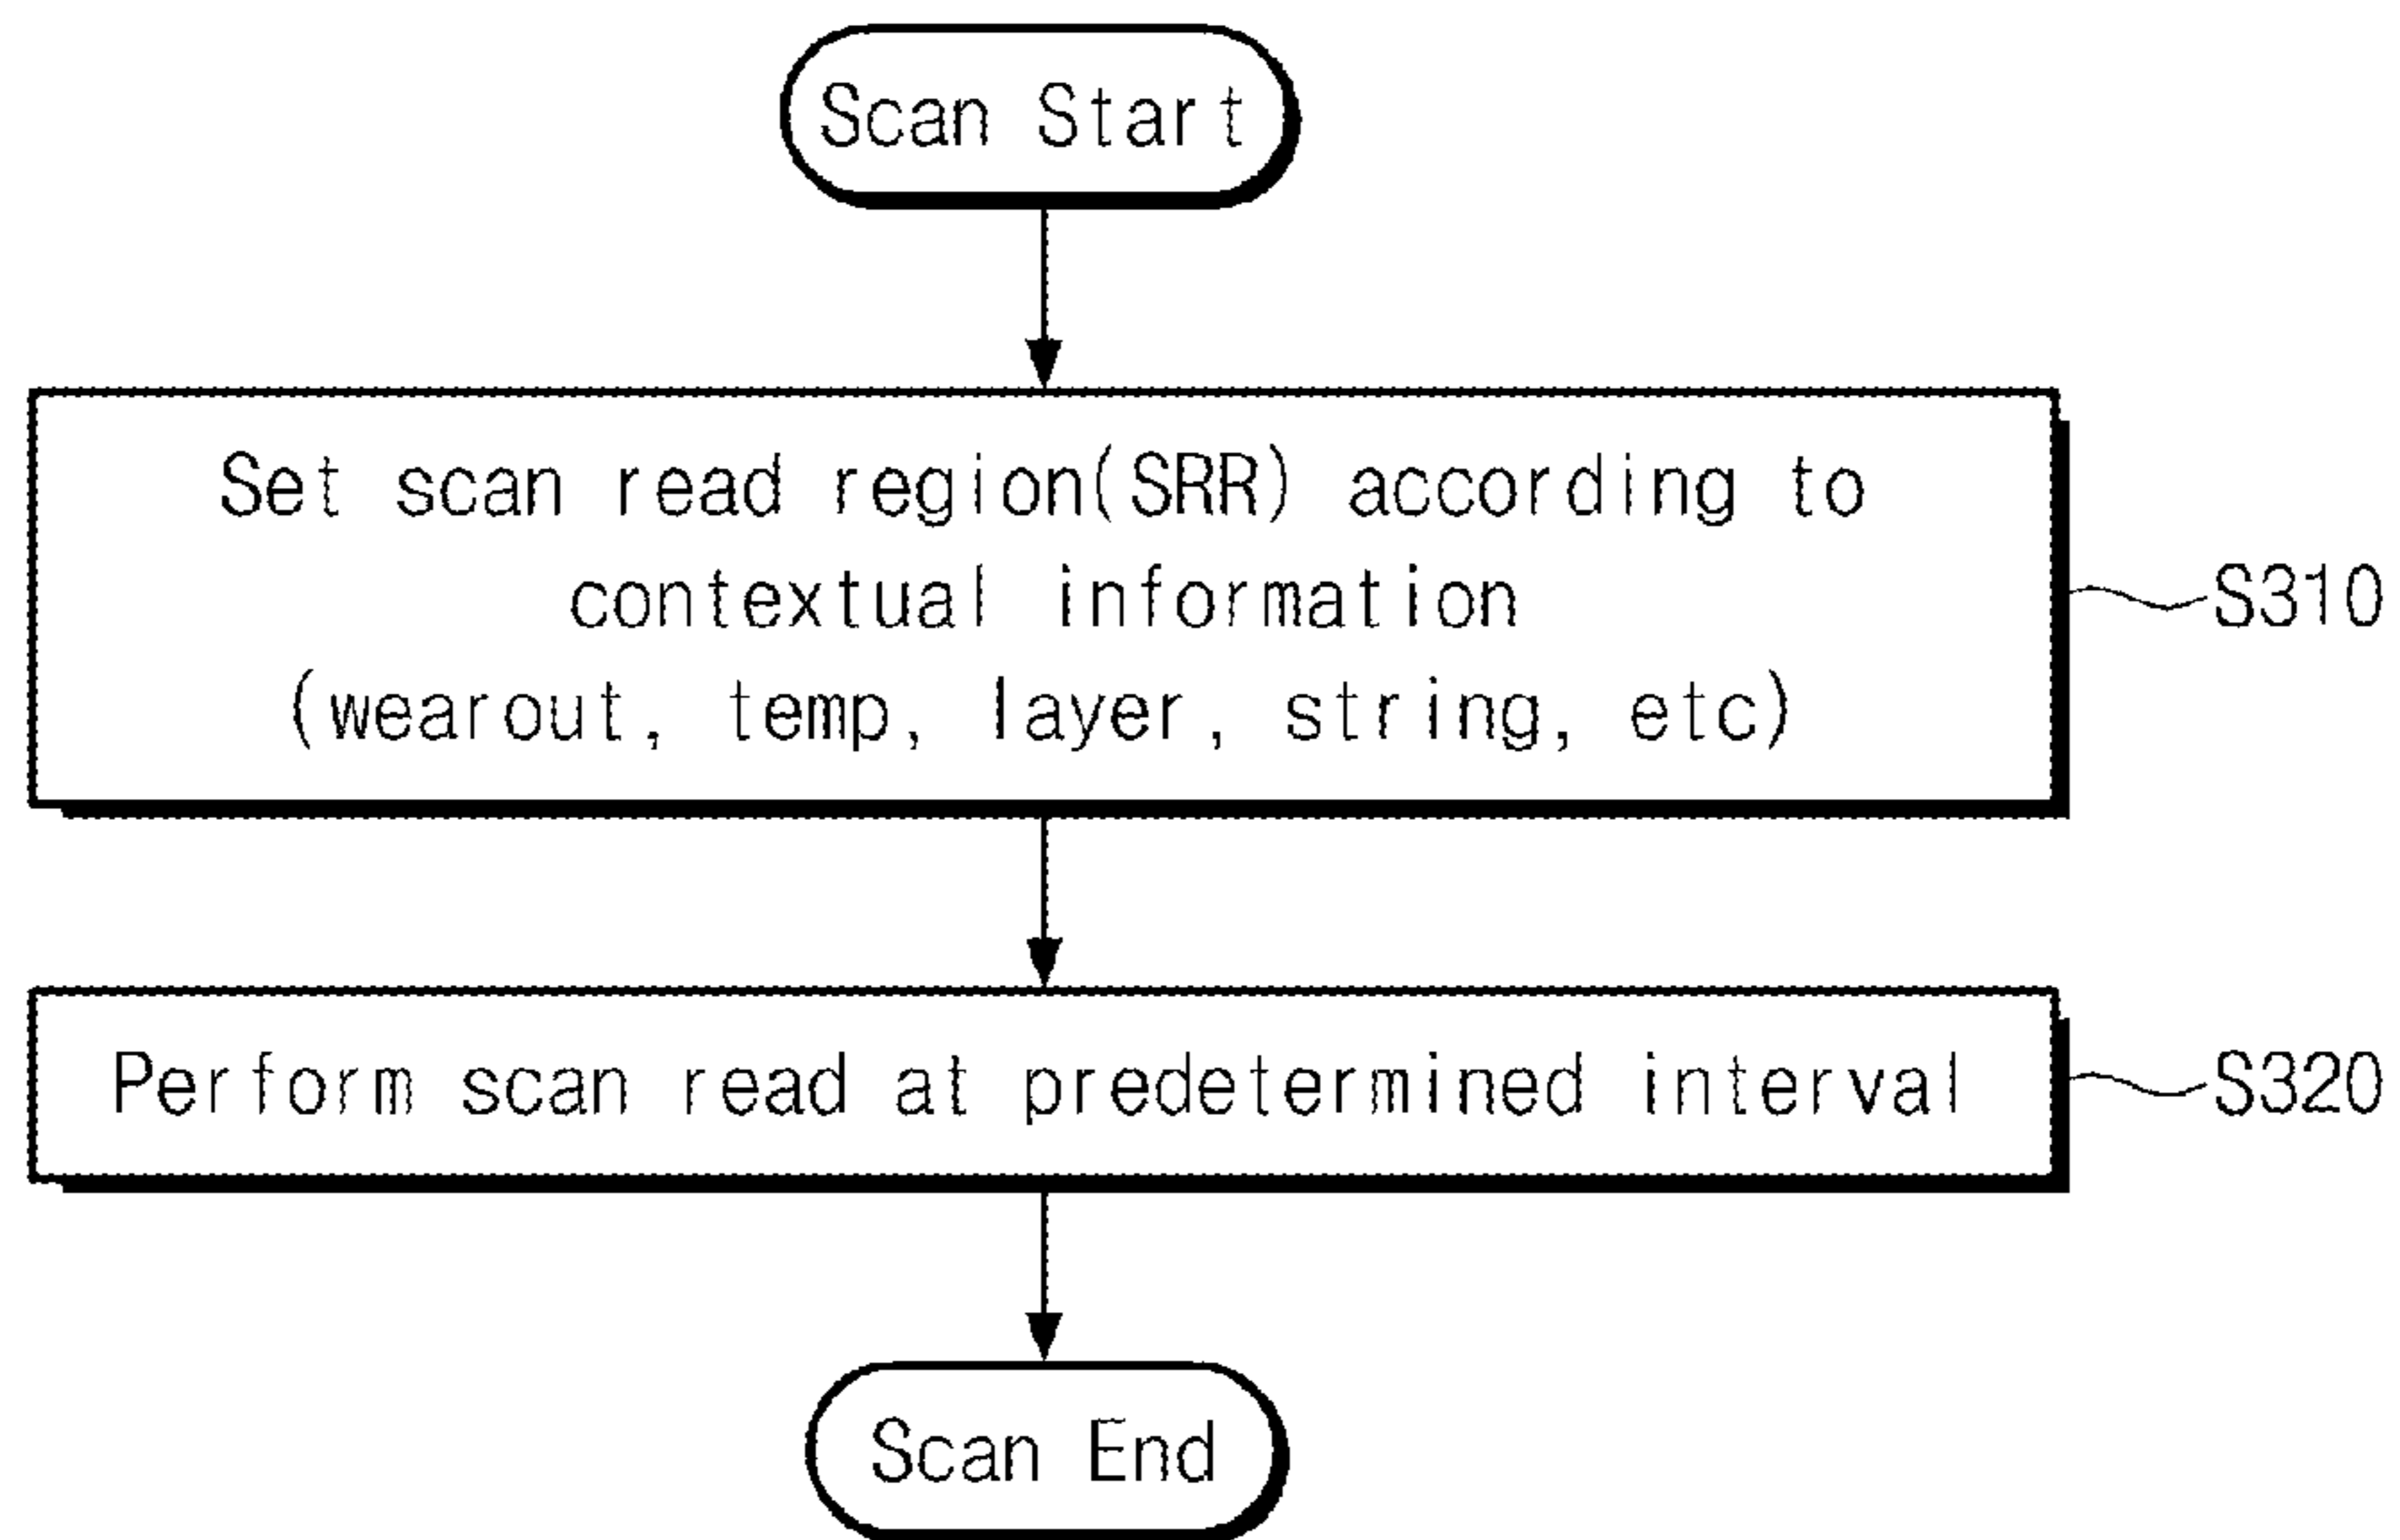 Scan Start
Set scan read region(SRR) according to
contextual information
(wearout, temp, layer, string, etc)
S310
Perform scan read at predetermined interval
S320
Scan End